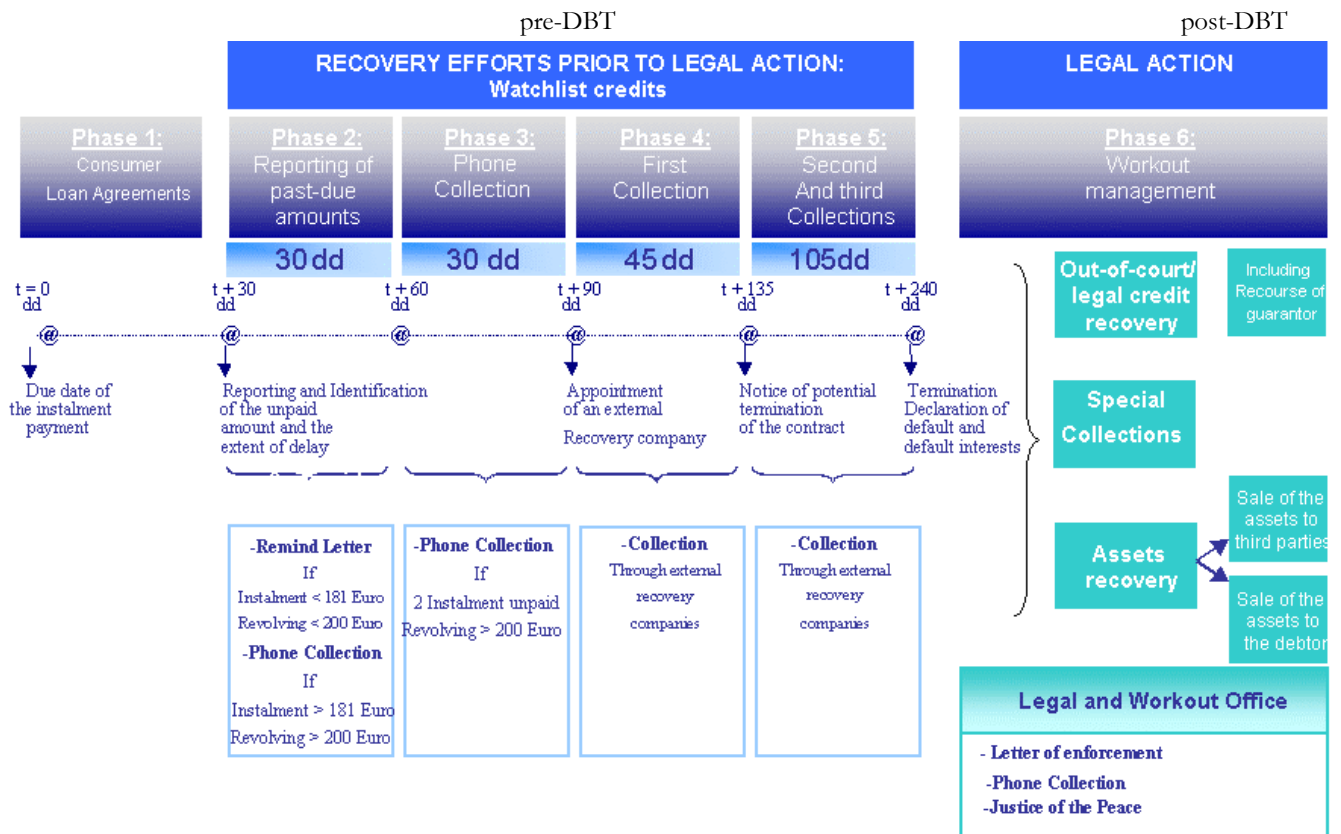 pre-DBT
post-DBT
RECOVERY EFFORTS PRIOR TO LEGAL ACTION:
Watchlist credits
LEGAL ACTION
Phase 1:
Consumer
Loan Agreements
Phase 2:
Reporting of
past-due
amounts
Phase 3:
Phone
Collection
Phase 4:
First
Collection
Phase 5:
Second
And third
Collections
Phase 6:
Workout
management
30 dd
30 dd
45 dd
105dd
t = 0
dd
t + 30
dd
t + 60
dd
t + 90
dd
t + 135
dd
t + 240
dd
@
@
@
@
@
@
Due date of
the instalment
payment
Reporting and Identification
of the unpaid
amount and the
extent of delay
Appointment
of an external
Recovery company
Notice of potential
termination
of the contract
Termination
Declaration of
default and
default interests
-Remind Letter
If
Instalment < 181 Euro
Revolving < 200 Euro
-Phone Collection
If
Instalment > 181 Euro
Revolving > 200 Euro
-Phone Collection
If
2 Instalment unpaid
Revolving > 200 Euro
-Collection
Through external
recovery
companies
-Collection
Through external
recovery
companies
Out-of-court/
legal credit
recovery
Including
Recourse of
guarantor
Special
Collections
Assets
recovery
Sale of the
assets to
third parties
Sale of the
assets to
the debtor
Legal and Workout Office
- Letter of enforcement
-Phone Collection
-Justice of the Peace